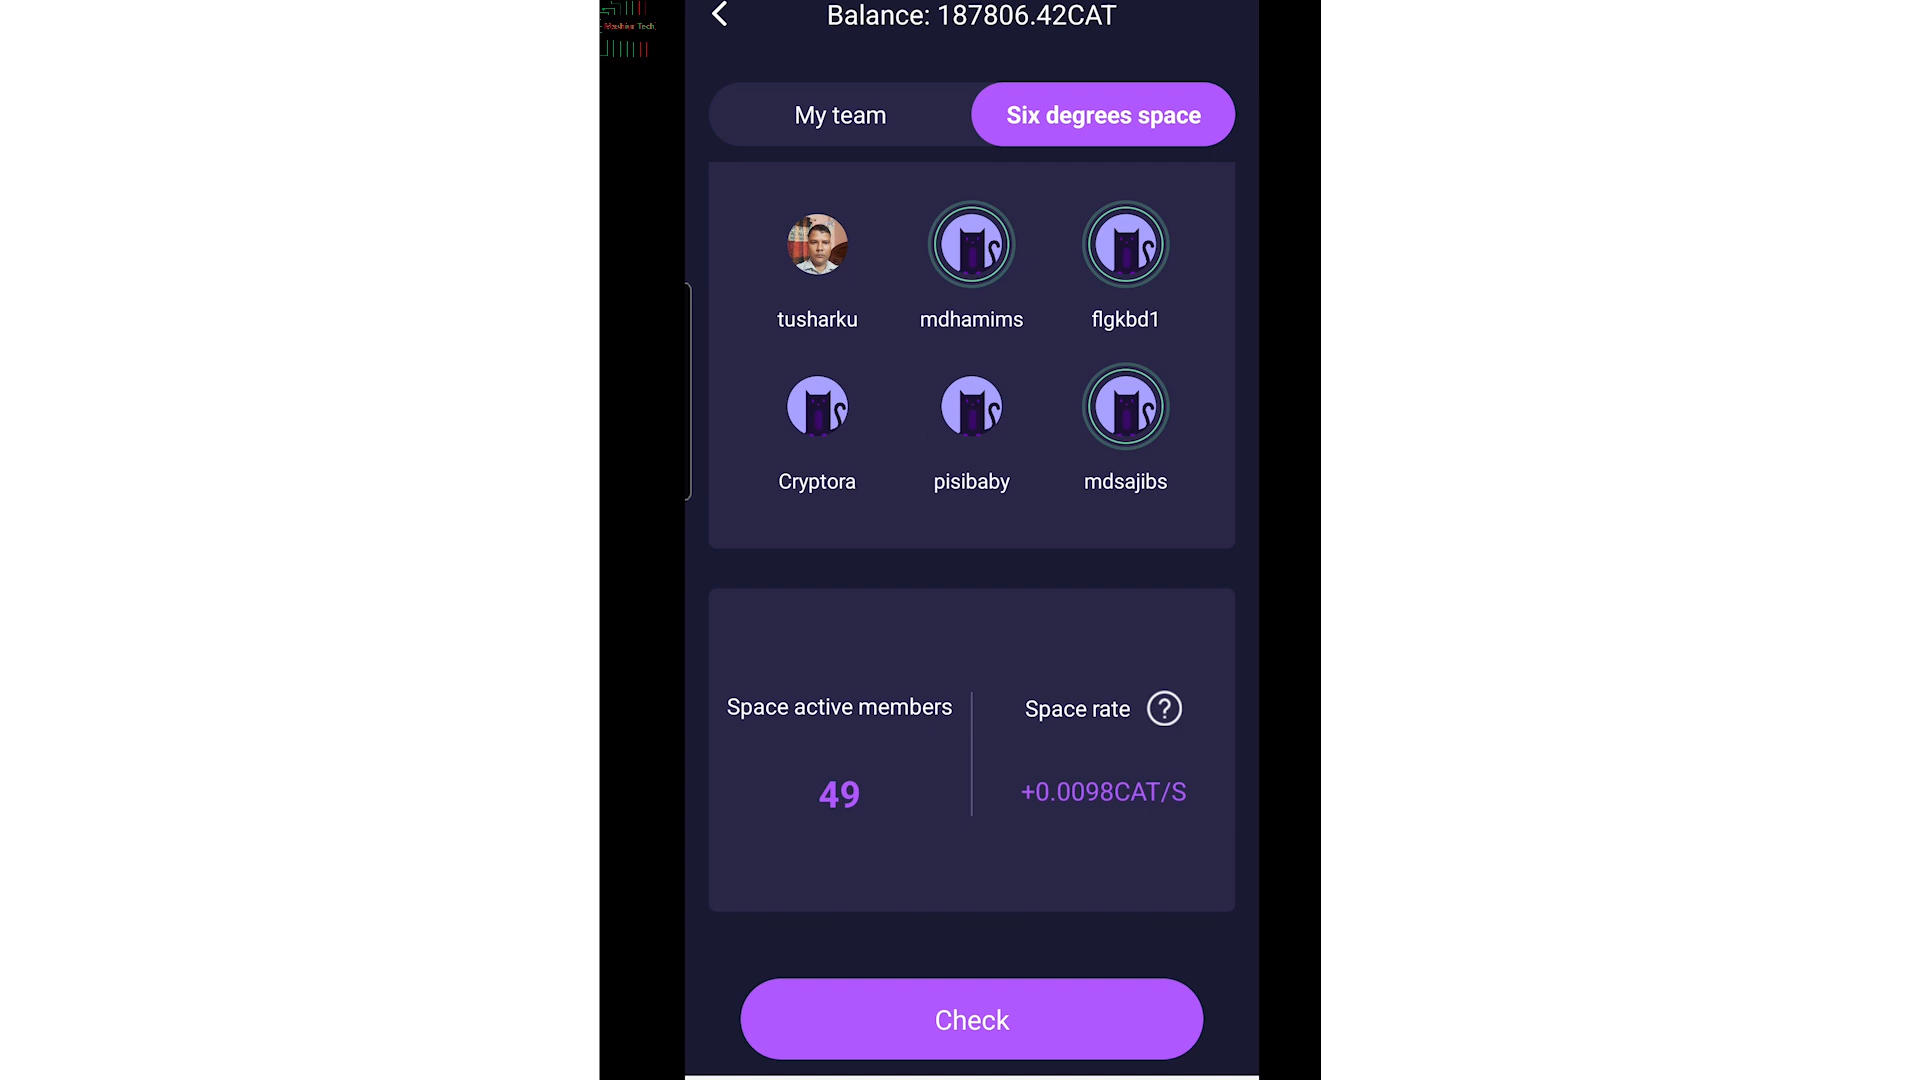 Balance: 187806.42CAT
My team
Six degrees space
tusharku
mdhamims
flgkbd1
Cryptora
pisibaby
mdsajibs
Space active members
Space rate ?
49
+0.0098CAT/S
Check